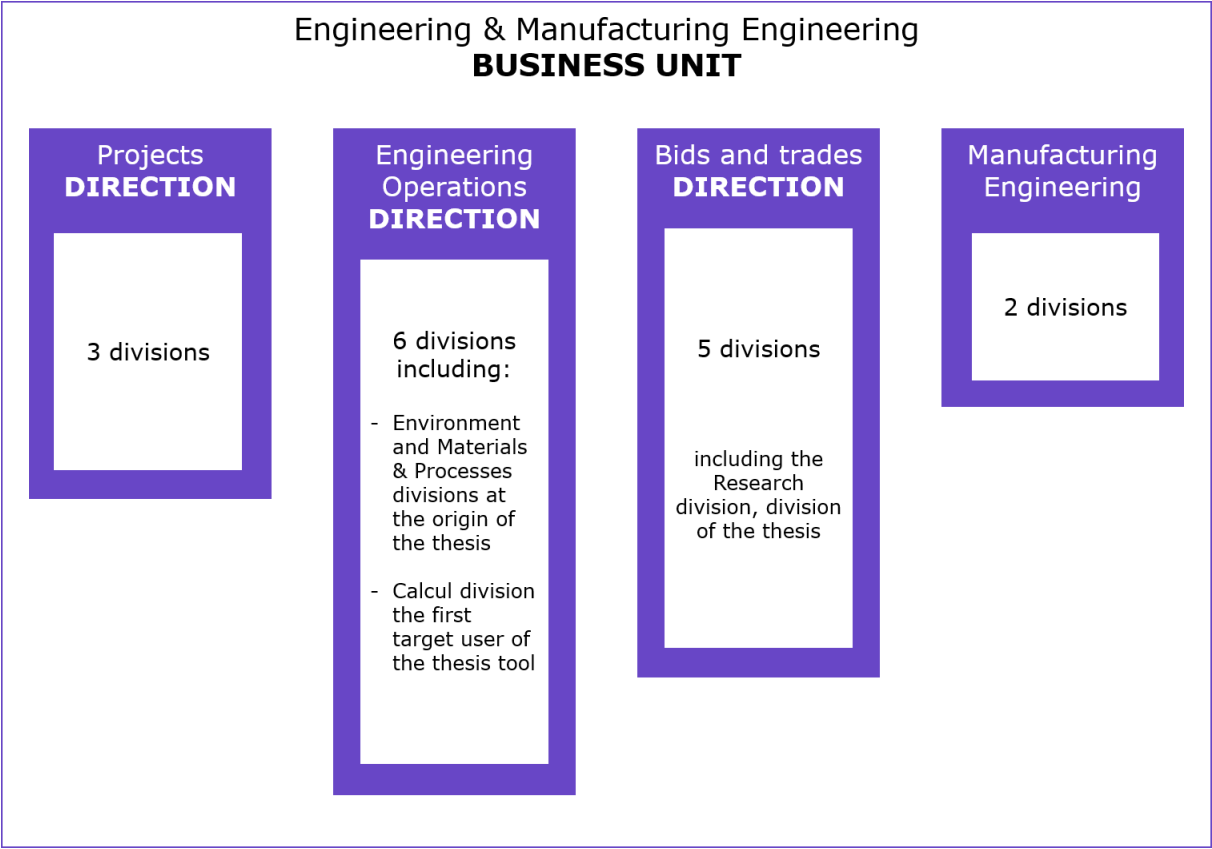 Engineering & Manufacturing Engineering
BUSINESS UNIT
Projects
DIRECTION
3 divisions
Engineering
Operations
DIRECTION
6 divisions
including:
- Environment
and Materials
& Processes
divisions at
the origin of
the thesis
- Calcul division
the first
target user of
the thesis tool
Bids and trades
DIRECTION
5 divisions
including the
Research
division, division
of the thesis
Manufacturing
Engineering
2 divisions